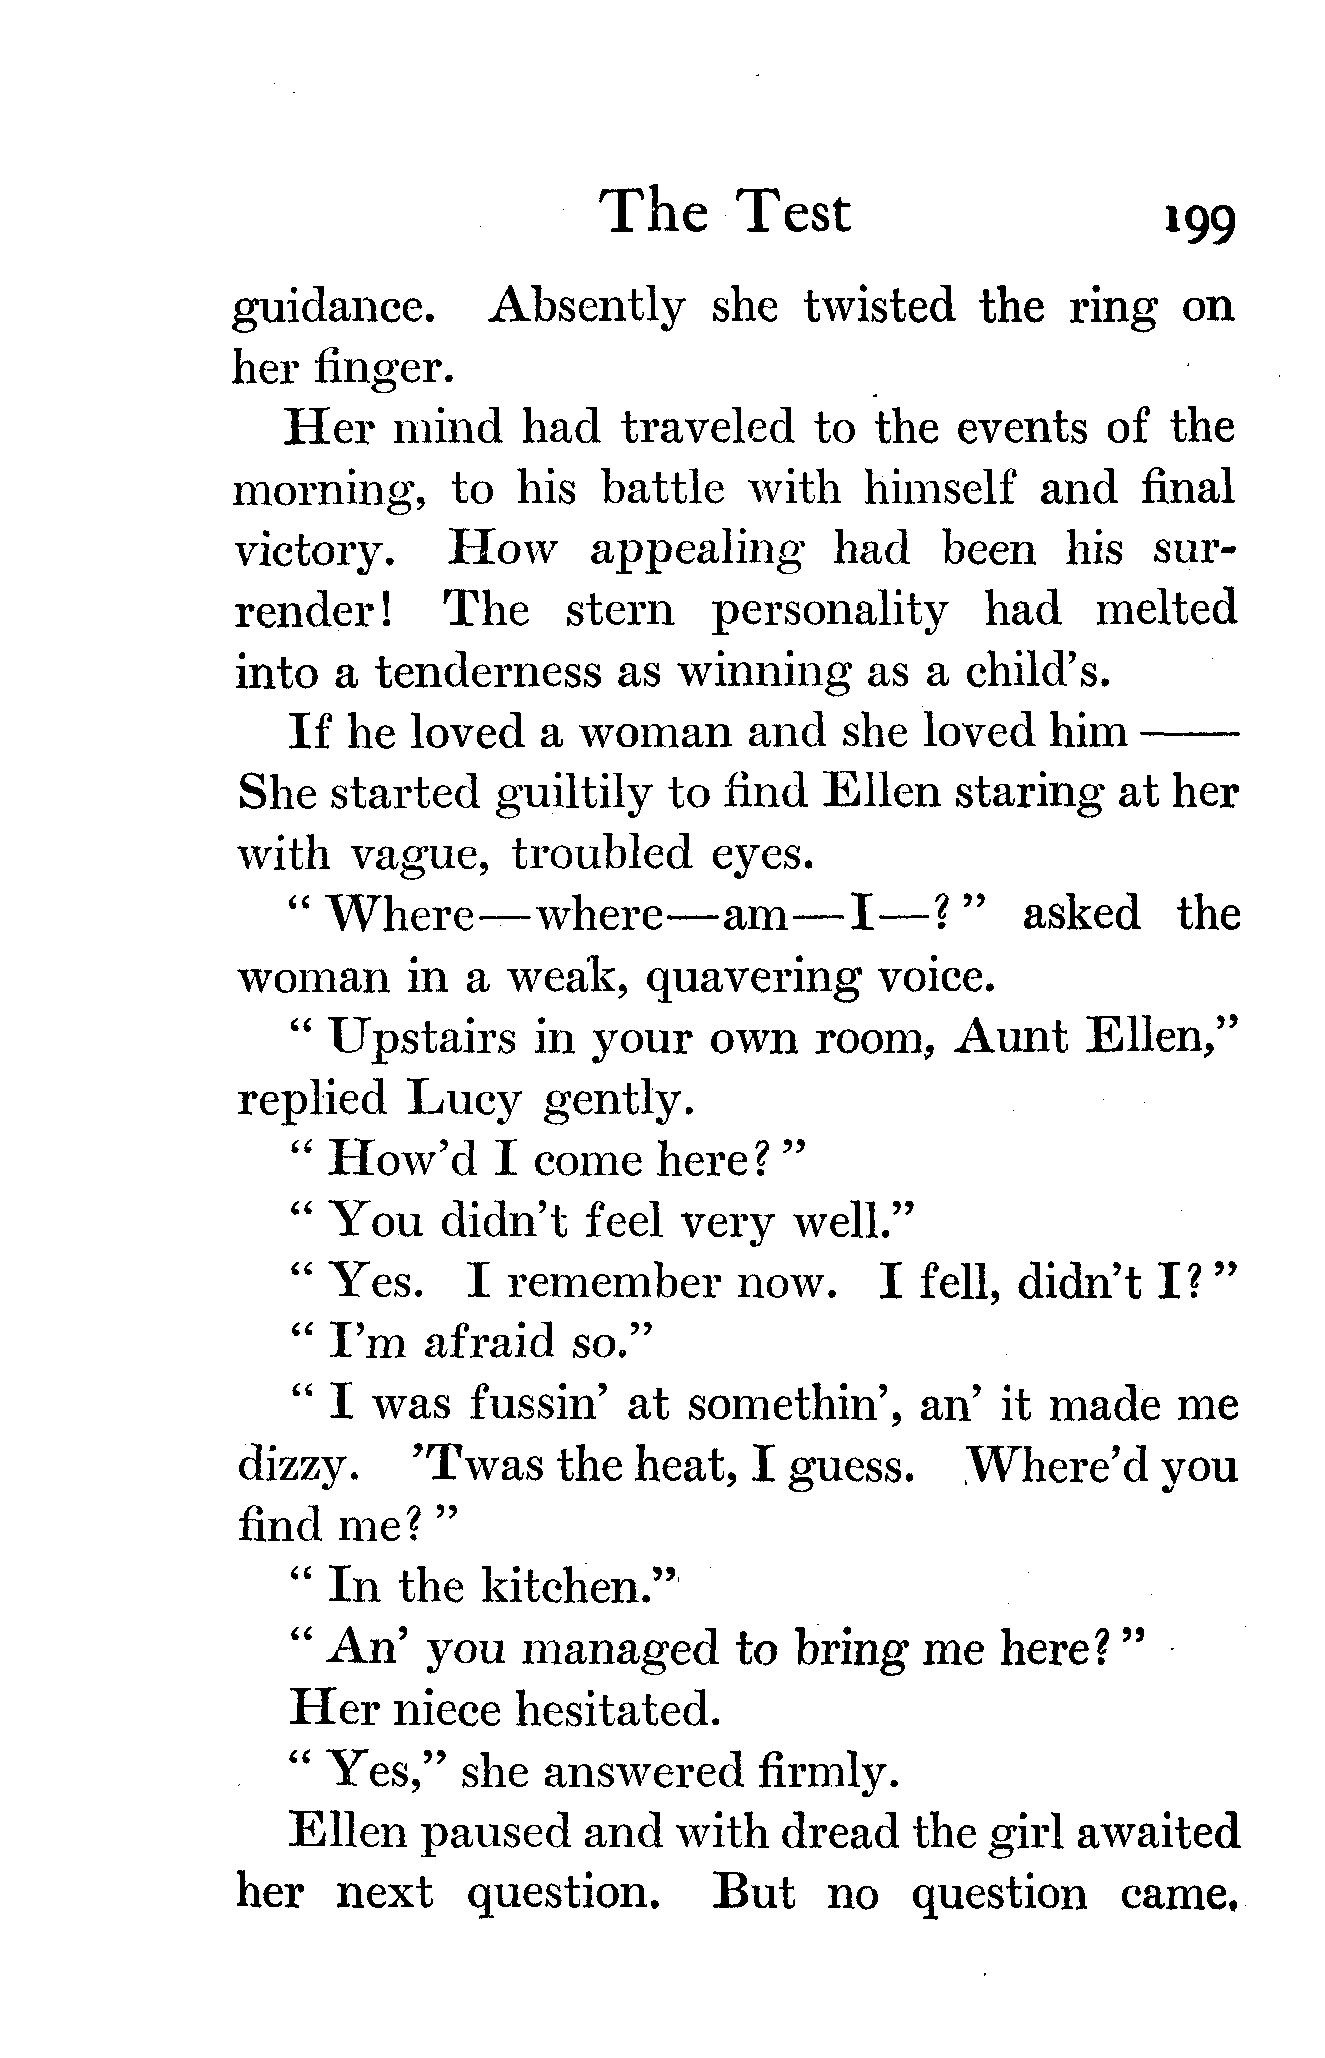 The Test 199
guidance. Absently she twisted the ring on
her finger.
Her mind had traveled to the events of the
morning, to his battle with himself and final
victory. How appealing had been his sur-
render! The stern personality had melted
into a tenderness as winning as a child's.
If he loved a woman and she loved him——
She started guiltily to find Ellen staring at her
with vague, troubled eyes.
" Where—where—am—I—? " asked the
woman in a weak, quavering voice.
" Upstairs in your own room, Aunt Ellen,"
replied Lucy gently.
" How'd I come here? "
" You didn't feel very well."
" Yes. I remember now. I fell, didn't I? "
" I'm afraid so."
" I was fussin' at somethin', an' it made me
dizzy. 'Twas the heat, I guess. Where'd you
find me? "
" In the kitchen."
" An' you managed to bring me here? "
Her niece hesitated.
" Yes," she answered firmly.
Ellen paused and with dread the girl awaited
her next question. But no question came.